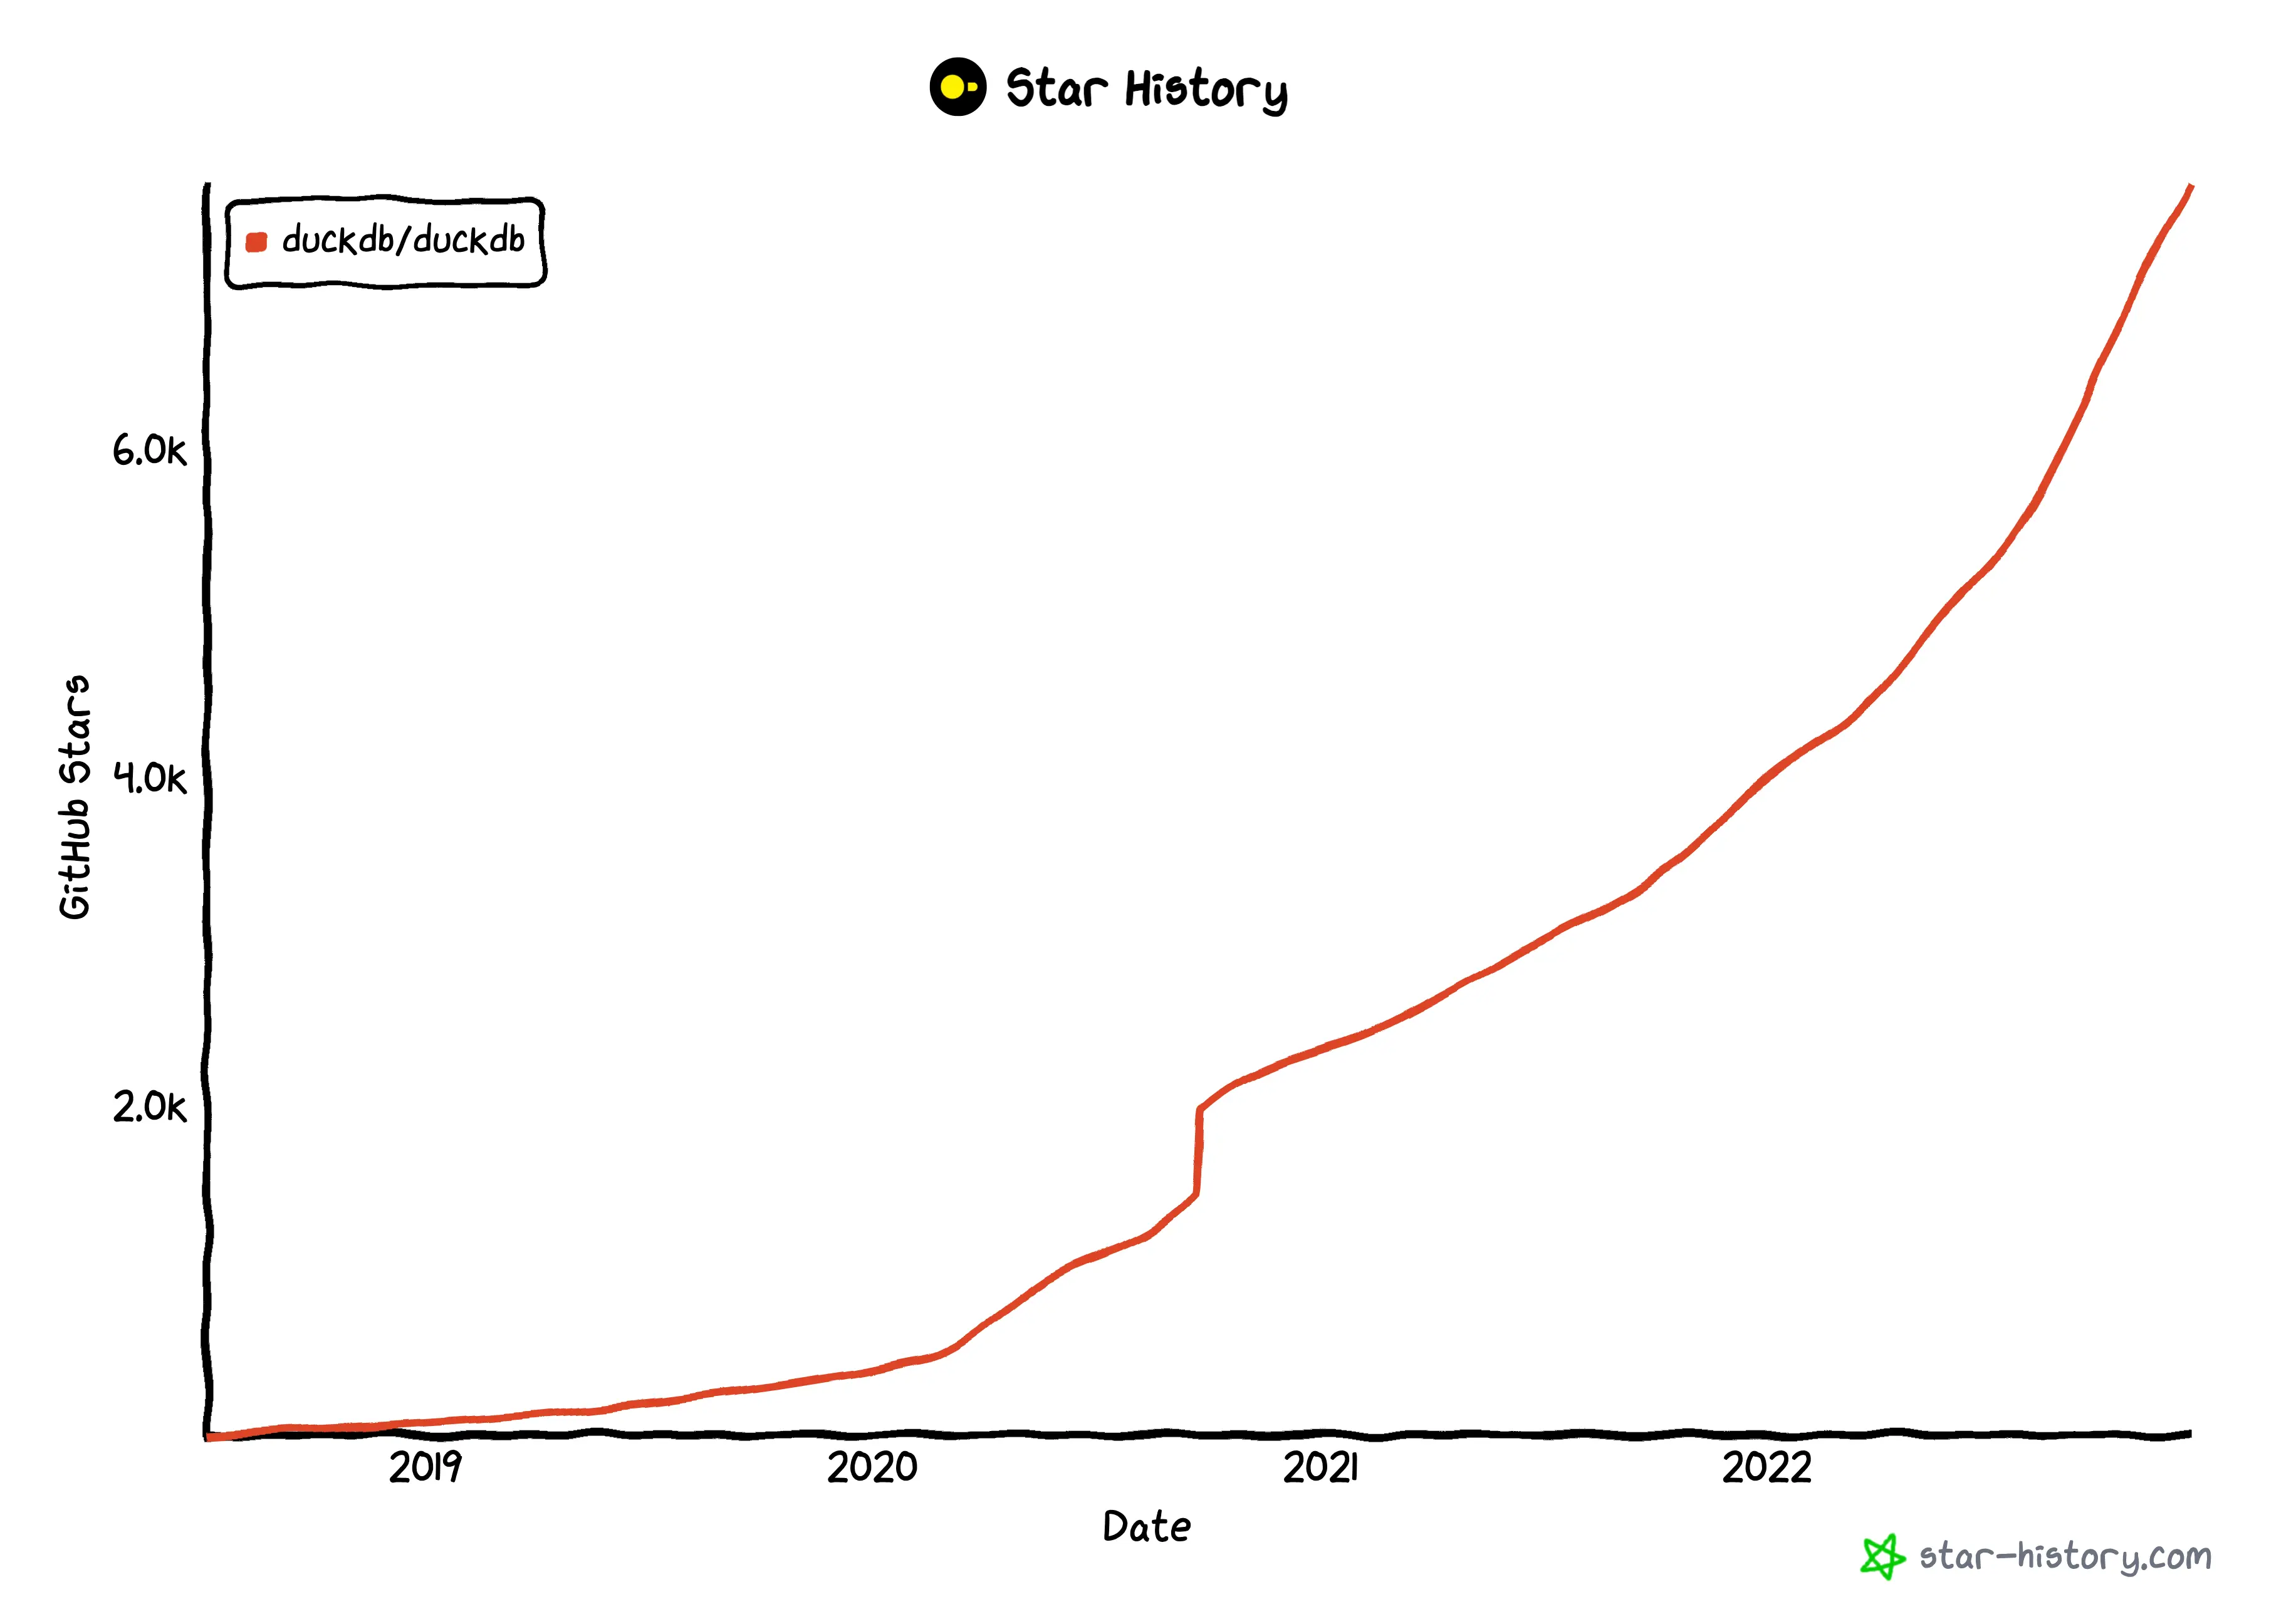 Star History
duckdb/duckdb
6.0k
4.0k
2.0k
GitHub Stars
2019 2020 2021 2022
Date
star-history.com